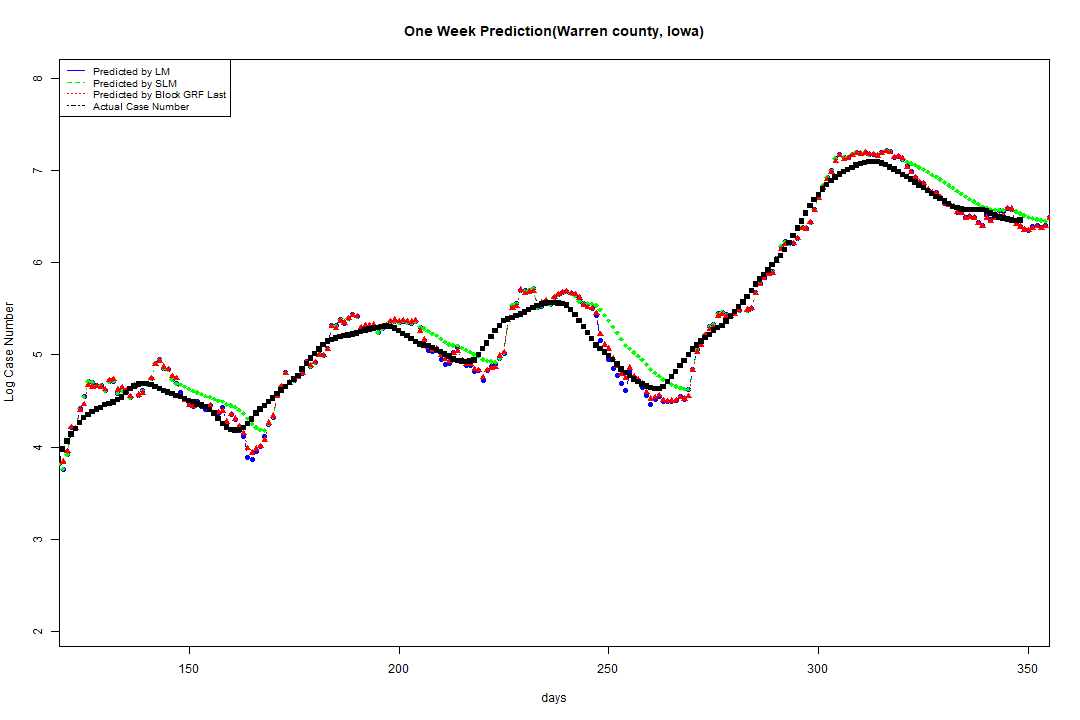 One Week Prediction(Warren county, Iowa)
Predicted by LM
Predicted by SLM
Predicted by Block GRF Last
Actual Case Number
8
7
6
5
4
3
2
Log Case Number
150 200 250 300 350
days